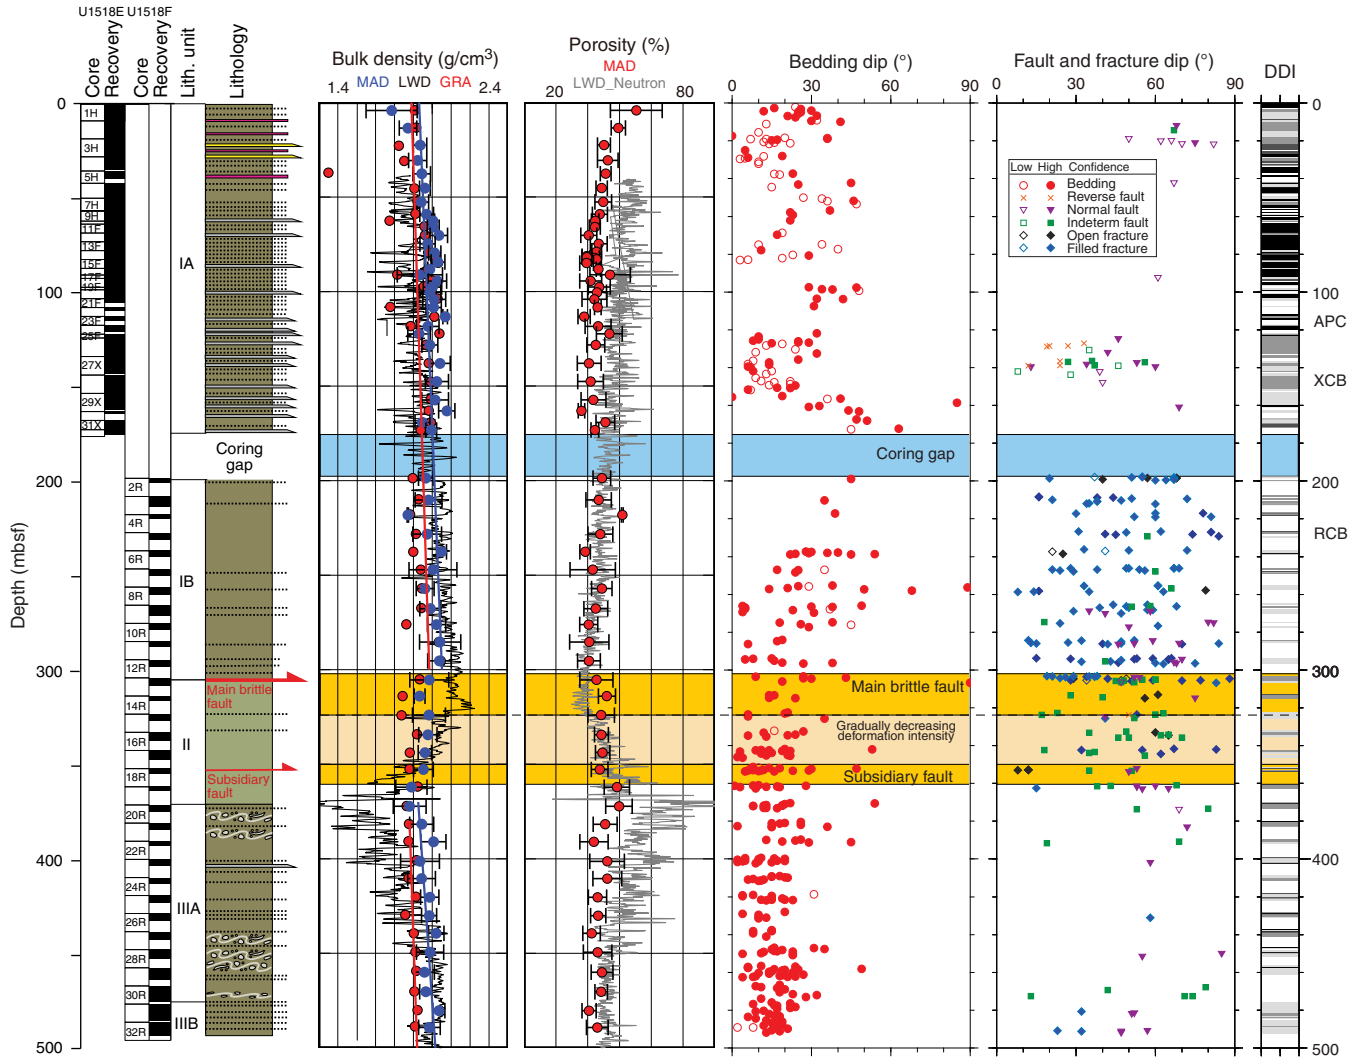 U1518E U1518F
Core
Recovery
Core
Recovery
Lith. unit
Lithology
Bulk density (g/cm³)
1.4 MAD LWD GRA 2.4
Porosity (%)
MAD
20 LWD_Neutron 80
Bedding dip (°)
0 30 60 90
Fault and fracture dip (°)
0 30 60 90
DDI
Depth (mbsf)
0
100
200
300
400
500
1H
3H
5H
7H
9H
11F
13F
15F
17F
19F
21F
23F
25F
27X
29X
31X
2R
4R
6R
8R
10R
12R
14R
16R
18R
20R
22R
24R
26R
28R
30R
32R
IA
IB
II
IIIA
IIIB
Coring
gap
Main brittle
fault
Subsidiary
fault
Coring gap
Main brittle fault
Gradually decreasing
deformation intensity
Subsidiary fault
Low High Confidence
Bedding
Reverse fault
Normal fault
Indeterm fault
Open fracture
Filled fracture
0
100
APC
XCB
200
RCB
300
400
500